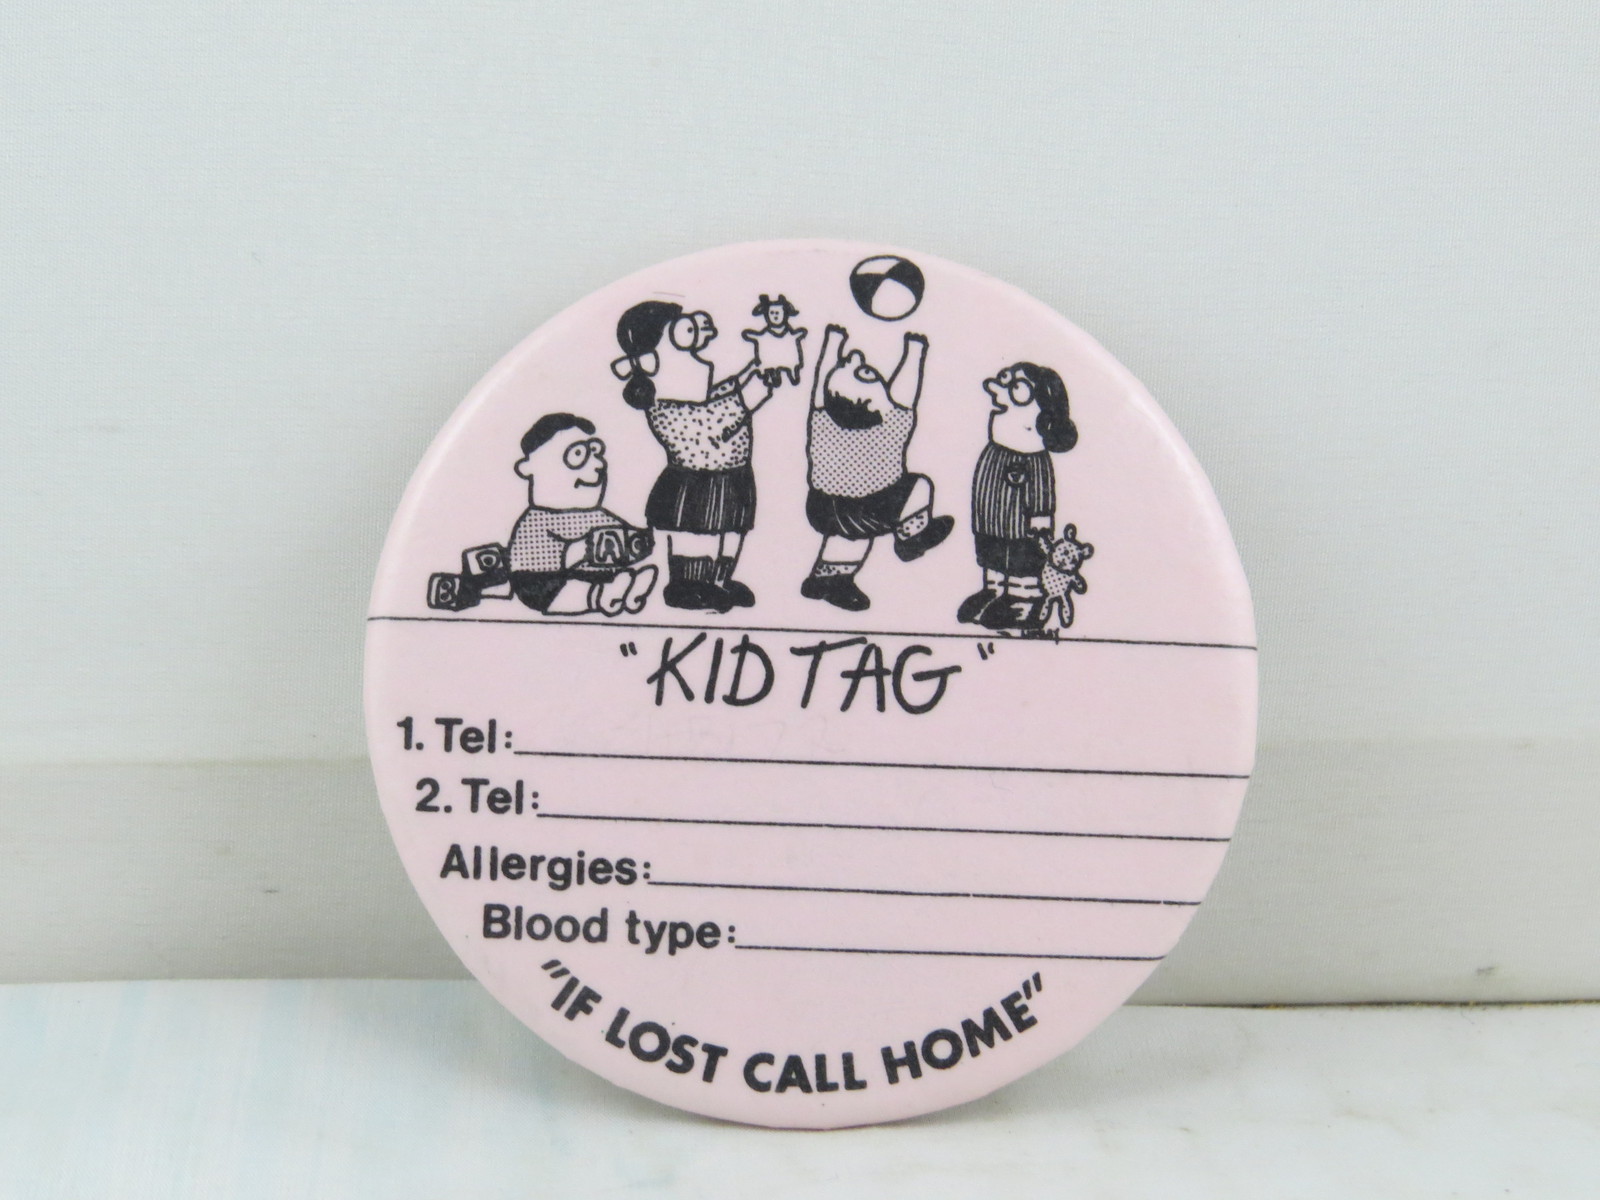 B D A C
"KID TAG"
1. Tel:
2. Tel:
Allergies:
Blood type:
"IF LOST CALL HOME"